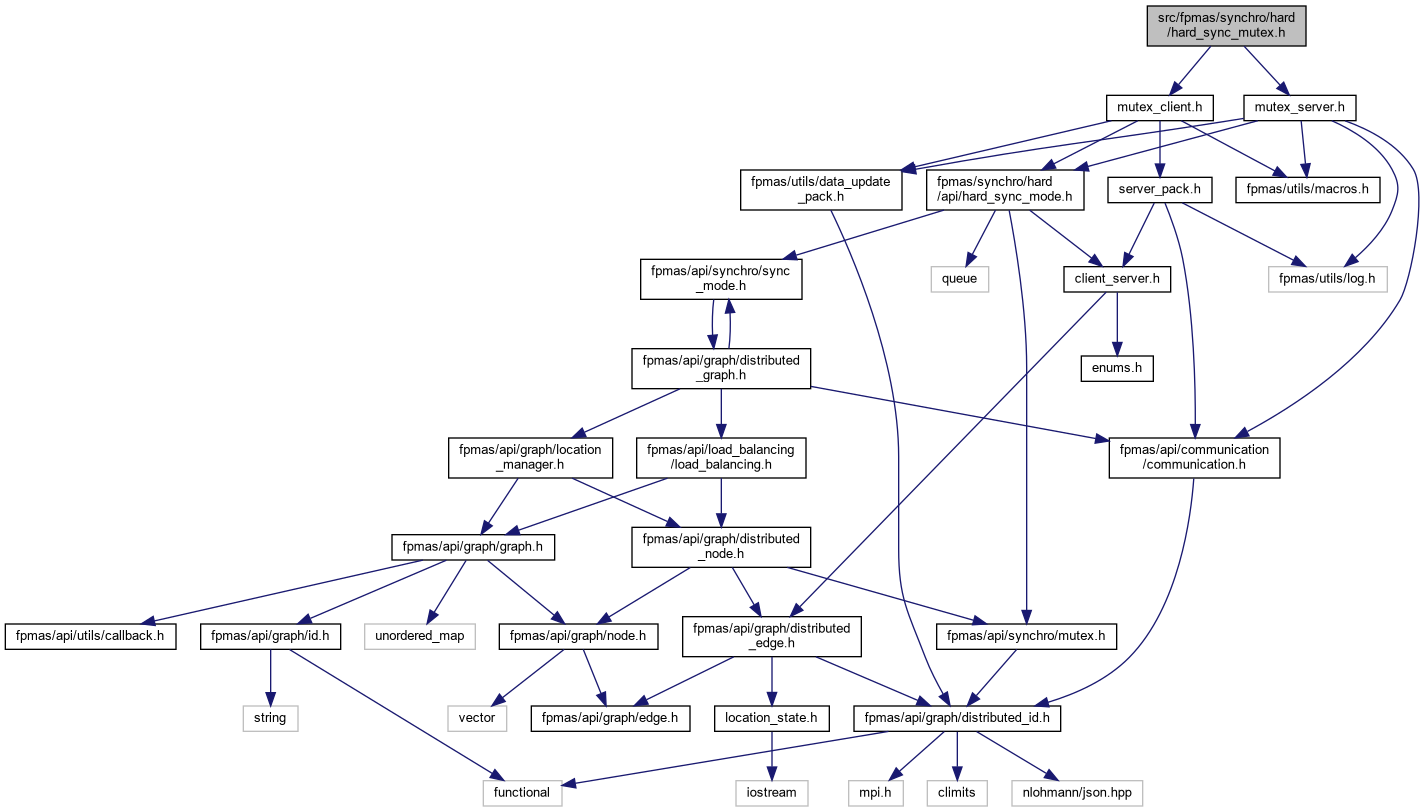 src/fpmas/synchro/hard
/hard_sync_mutex.h
mutex_client.h
mutex_server.h
fpmas/utils/data_update
_pack.h
fpmas/synchro/hard
/api/hard_sync_mode.h
server_pack.h
fpmas/utils/macros.h
fpmas/api/synchro/sync
_mode.h
queue
client_server.h
fpmas/utils/log.h
fpmas/api/graph/distributed
_graph.h
enums.h
fpmas/api/graph/location
_manager.h
fpmas/api/load_balancing
/load_balancing.h
fpmas/api/communication
/communication.h
fpmas/api/graph/graph.h
fpmas/api/graph/distributed
_node.h
fpmas/api/utils/callback.h
fpmas/api/graph/id.h
unordered_map
fpmas/api/graph/node.h
fpmas/api/graph/distributed
_edge.h
fpmas/api/synchro/mutex.h
string
vector
fpmas/api/graph/edge.h
location_state.h
fpmas/api/graph/distributed_id.h
functional
iostream
mpi.h
climits
nlohmann/json.hpp